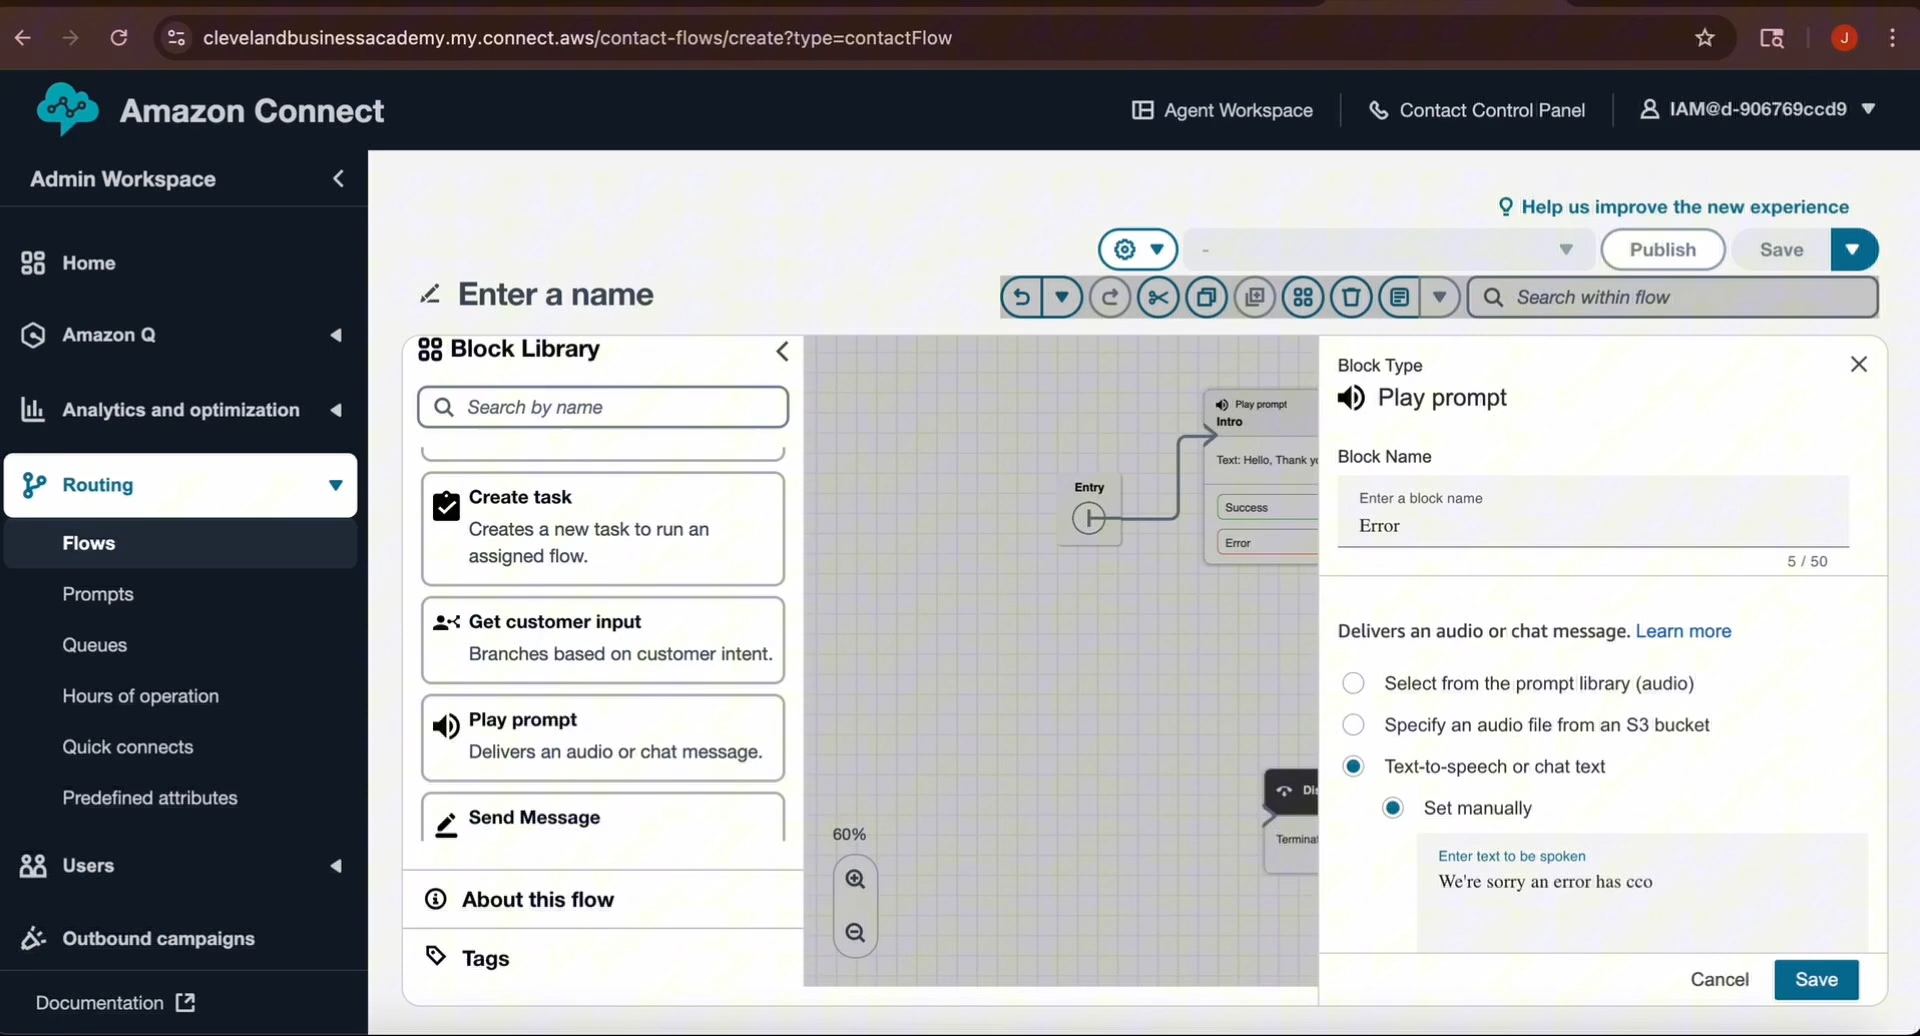 clevelandbusinessacademy.my.connect.aws/contact-flows/create?type=contactFlow
J
Amazon Connect
Agent Workspace
Contact Control Panel
IAM@d-906769ccd9
Admin Workspace
Home
Amazon Q
Analytics and optimization
Routing
Flows
Prompts
Queues
Hours of operation
Quick connects
Predefined attributes
Users
Outbound campaigns
Documentation
Help us improve the new experience
-
Publish
Save
Enter a name
Search within flow
Block Library
Search by name
Create task
Creates a new task to run an
assigned flow.
Get customer input
Branches based on customer intent.
Play prompt
Delivers an audio or chat message.
Send Message
About this flow
Tags
Entry
Play prompt
Intro
Text: Hello, Thank yo
Success
Error
Dis
Terminat
60%
Block Type
Play prompt
Block Name
Enter a block name
Error
5 / 50
Delivers an audio or chat message. Learn more
Select from the prompt library (audio)
Specify an audio file from an S3 bucket
Text-to-speech or chat text
Set manually
Enter text to be spoken
We're sorry an error has cco
Cancel
Save